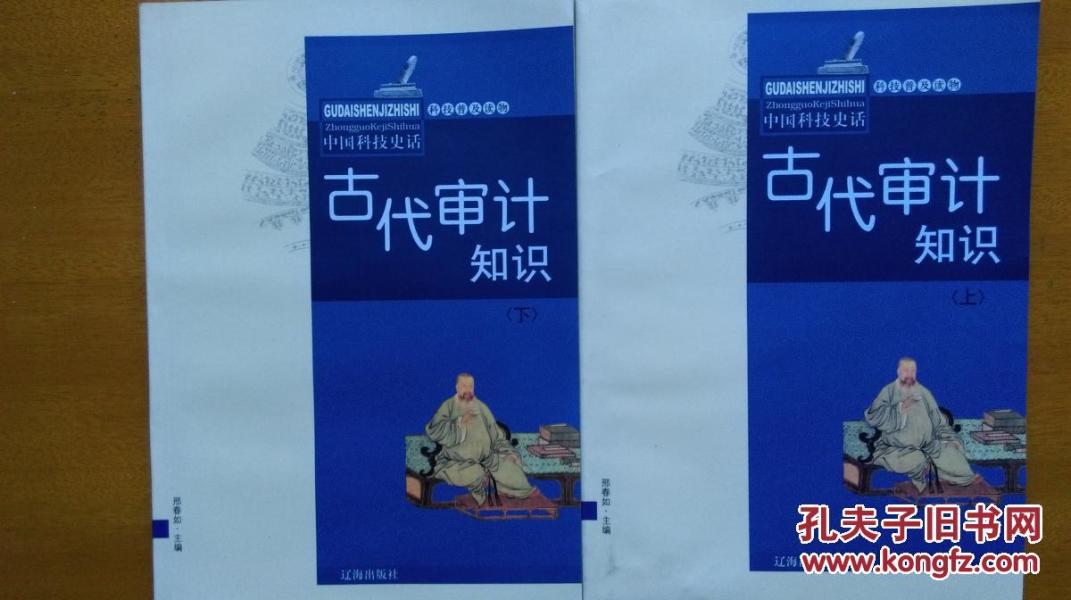 GUDAISHENJIZHISHI
科技普及读物
ZhongguoKejiShihua
中国科技史话
古代审计
知识
〈下〉
邢春如·主编
辽海出版社
GUDAISHENJIZHISHI
科技普及读物
ZhongguoKejiShihua
中国科技史话
古代审计
知识
〈上〉
邢春如·主编
辽海
孔夫子旧书网
www.kongfz.com